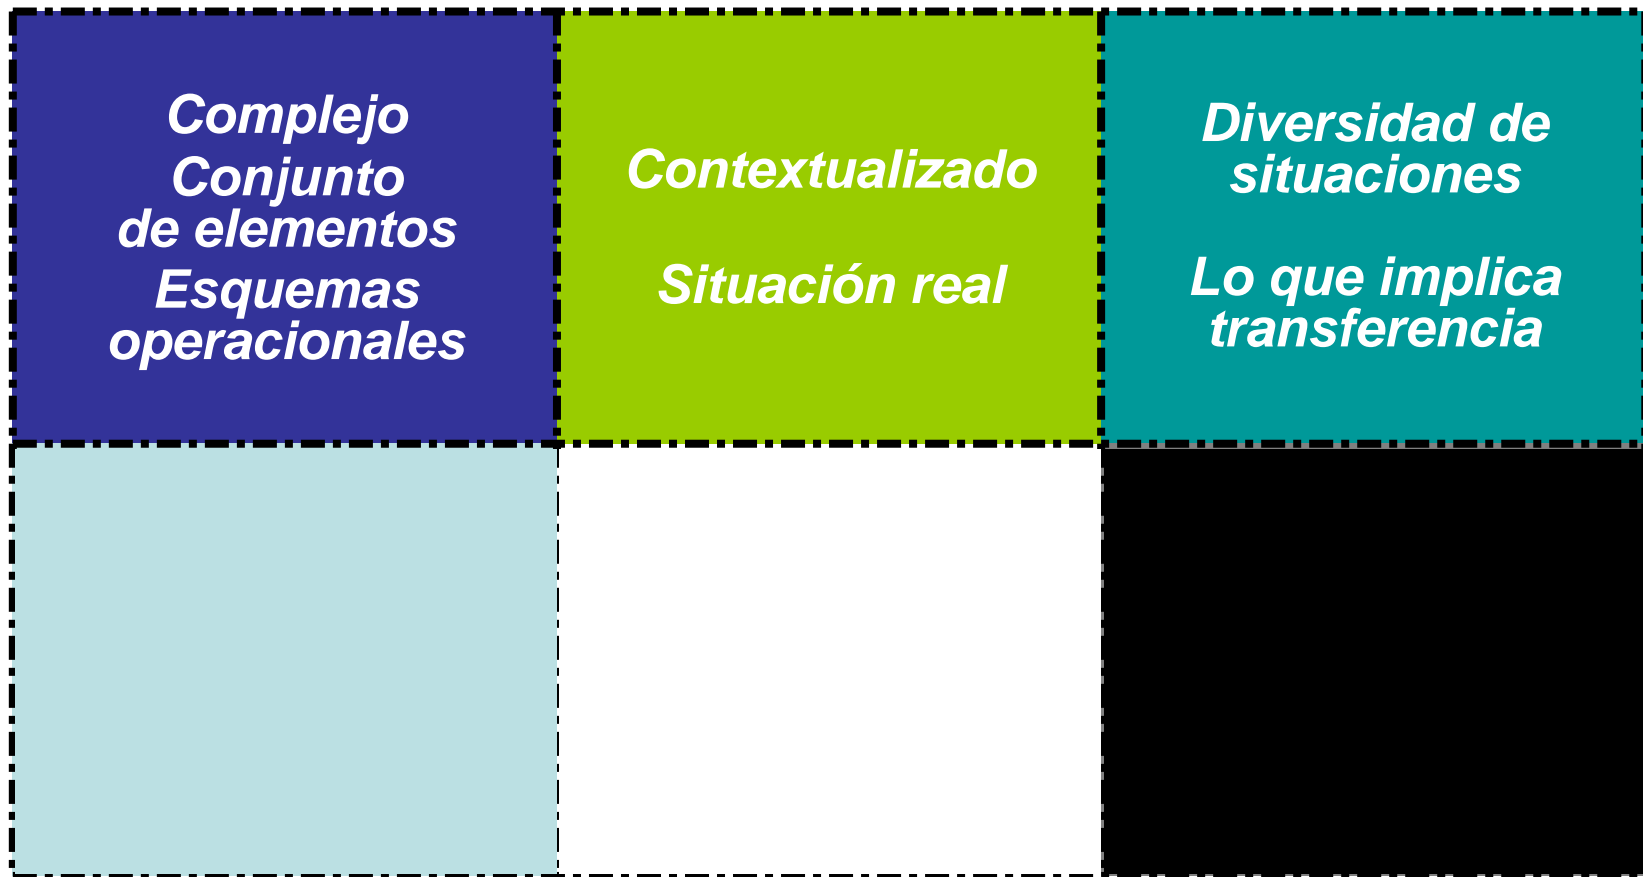 Complejo
Conjunto
de elementos
Esquemas
operacionales
Contextualizado
Situación real
Diversidad de
situaciones
Lo que implica
transferencia